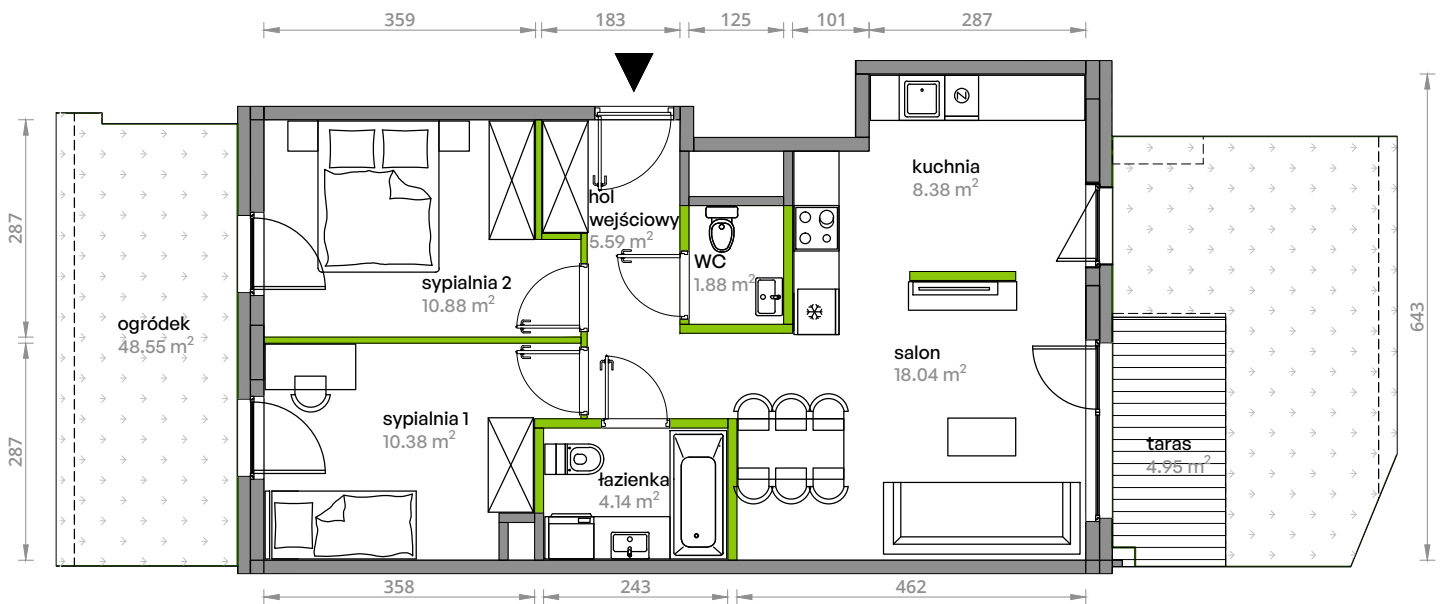 359
183
125
101
287
kuchnia
8.38 m²
hol
wejściowy
5.59 m²
287
WC
1.88 m²
sypialnia 2
10.88 m²
ogródek
48.55 m²
643
salon
18.04 m²
sypialnia 1
10.38 m²
287
taras
4.95 m²
łazienka
4.14 m²
358
243
462